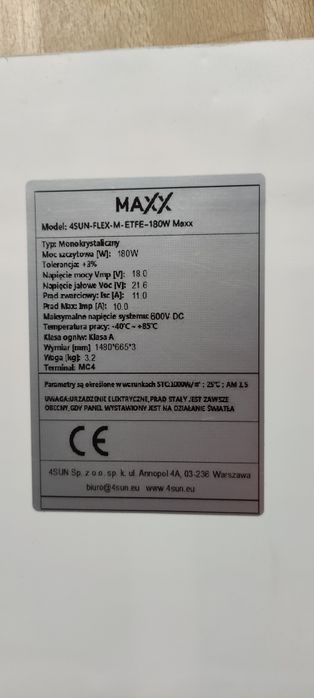 MAXX
Model: 4SUN-FLEX-M-ETFE-180W Maxx
Typ: Monokrystaliczny
Moc szczytowa [W]: 180W
Tolerancja: ±3%
Napięcie mocy Vmp [V]: 18.0
Napięcie jałowe Voc [V]: 21.6
Prąd zwarciowy: Isc [A]: 11.0
Prąd Max: Imp [A]: 10.0
Maksymalne napięcie systemu: 600V DC
Temperatura pracy: -40°C ~ +85°C
Klasa ogniw: Klasa A
Wymiar [mm] 1480*665*3
Waga [kg]: 3.2
Terminal: MC4
Parametry są określone w warunkach STC:1000W/m² ; 25°C ; AM 1.5
UWAGA:URZĄDZENIE ELEKTRYCZNE, PRĄD STAŁY JEST ZAWSZE
OBECNY, GDY PANEL WYSTAWIONY JEST NA DZIAŁANIE ŚWIATŁA
CE
4SUN Sp. z o.o. sp. k. ul. Annopol 4A, 03-236 Warszawa
biuro@4sun.eu www.4sun.eu